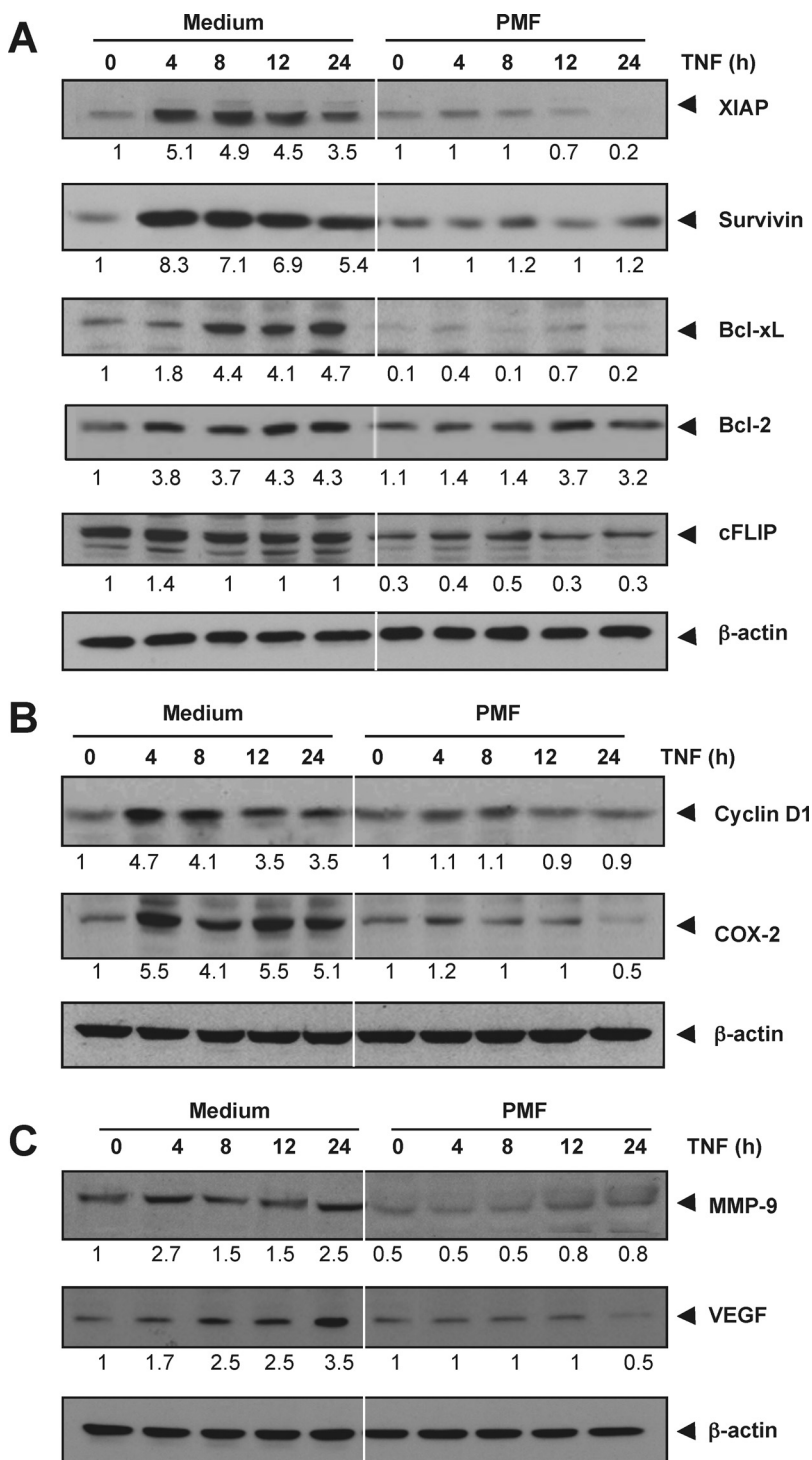 A
Medium PMF
0 4 8 12 24 0 4 8 12 24 TNF (h)
XIAP
1 5.1 4.9 4.5 3.5 1 1 1 0.7 0.2
Survivin
1 8.3 7.1 6.9 5.4 1 1 1.2 1 1.2
Bcl-xL
1 1.8 4.4 4.1 4.7 0.1 0.4 0.1 0.7 0.2
Bcl-2
1 3.8 3.7 4.3 4.3 1.1 1.4 1.4 3.7 3.2
cFLIP
1 1.4 1 1 1 0.3 0.4 0.5 0.3 0.3
β-actin
B
Medium PMF
0 4 8 12 24 0 4 8 12 24 TNF (h)
Cyclin D1
1 4.7 4.1 3.5 3.5 1 1.1 1.1 0.9 0.9
COX-2
1 5.5 4.1 5.5 5.1 1 1.2 1 1 0.5
β-actin
C
Medium PMF
0 4 8 12 24 0 4 8 12 24 TNF (h)
MMP-9
1 2.7 1.5 1.5 2.5 0.5 0.5 0.5 0.8 0.8
VEGF
1 1.7 2.5 2.5 3.5 1 1 1 1 0.5
β-actin